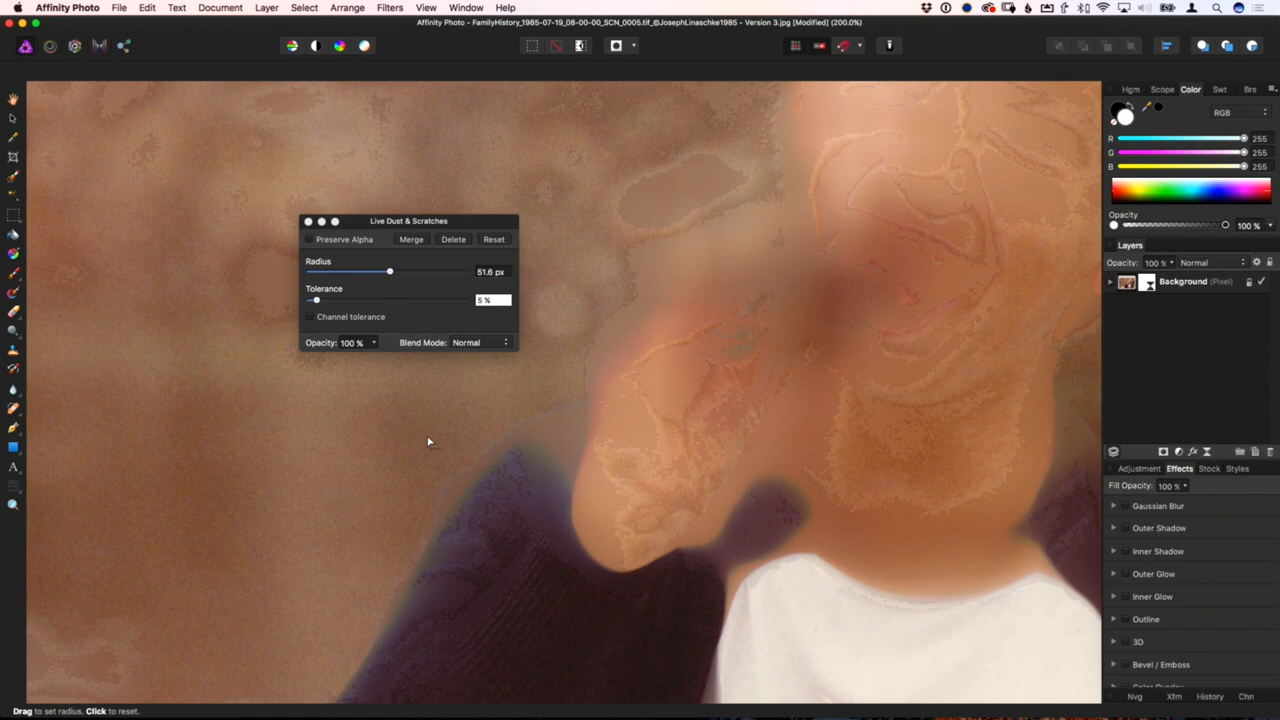 Affinity Photo File Edit Text Document Layer Select Arrange Filters View Window Help
Affinity Photo - FamilyHistory_1985-07-19_08-00-00_SCN_0005.tif_©JosephLinaschke1985 - Version 3.jpg [Modified] (200.0%)
Hgm Scope Color Swt Brs
RGB
R 255
G 255
B 255
Opacity
100 %
Layers
Opacity: 100 % Normal
Background (Pixel)
Live Dust & Scratches
Preserve Alpha Merge Delete Reset
Radius
51.6 px
Tolerance
5 %
Channel tolerance
Opacity: 100 % Blend Mode: Normal
Adjustment Effects Stock Styles
Fill Opacity: 100 %
Gaussian Blur
Outer Shadow
Inner Shadow
Outer Glow
Inner Glow
Outline
3D
Bevel / Emboss
Nvg Xfm History Chn
Drag to set radius. Click to reset.